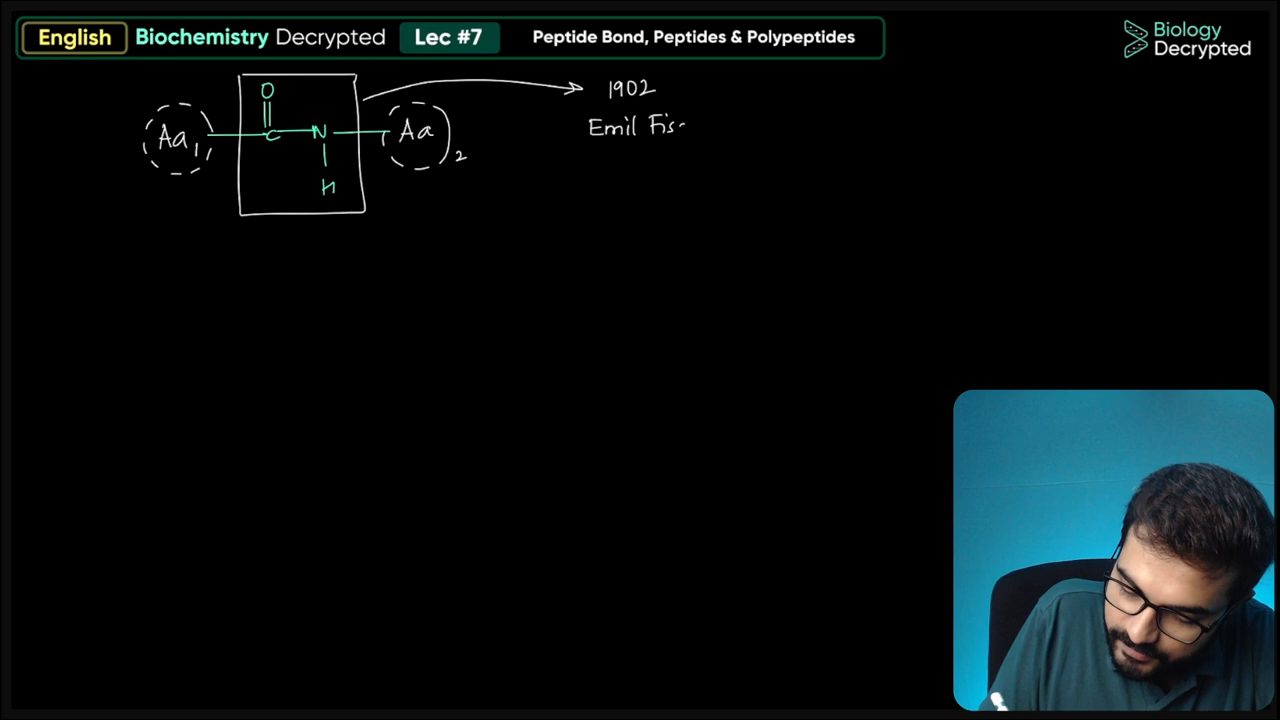 English Biochemistry Decrypted Lec #7 Peptide Bond, Peptides & Polypeptides
Biology
Decrypted
O
1902
Aa1 C N Aa2
Emil Fis
H